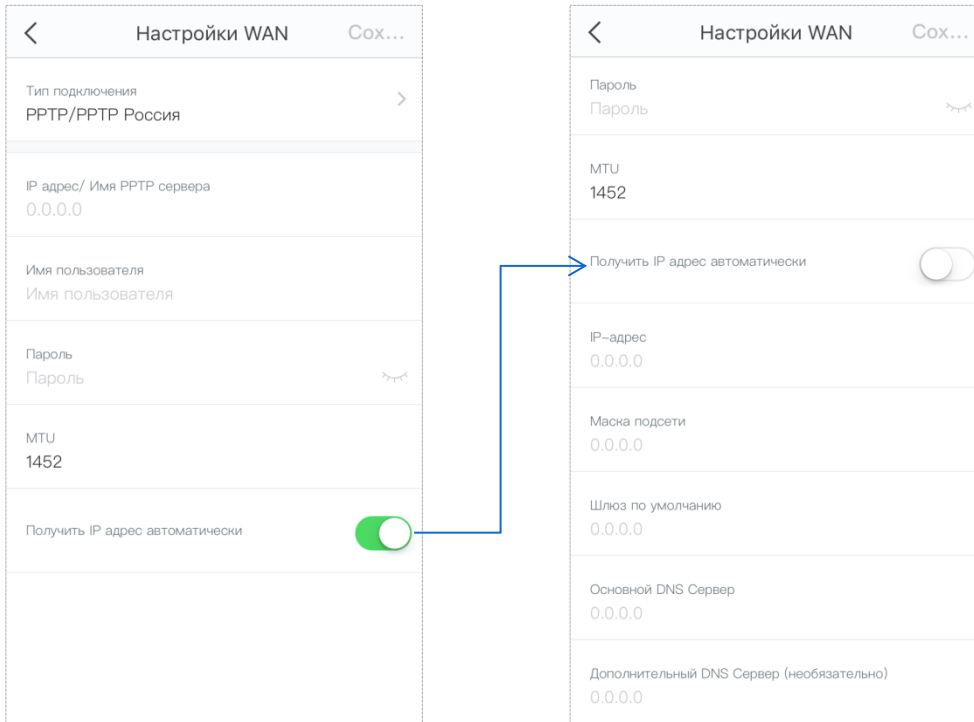 Настройки WAN
Сох...
Тип подключения
PPTP/PPTP Россия
IP адрес/ Имя PPTP сервера
0.0.0.0
Имя пользователя
Имя пользователя
Пароль
Пароль
MTU
1452
Получить IP адрес автоматически
Настройки WAN
Сох...
Пароль
Пароль
MTU
1452
Получить IP адрес автоматически
IP-адрес
0.0.0.0
Маска подсети
0.0.0.0
Шлюз по умолчанию
0.0.0.0
Основной DNS Сервер
0.0.0.0
Дополнительный DNS Сервер (необязательно)
0.0.0.0